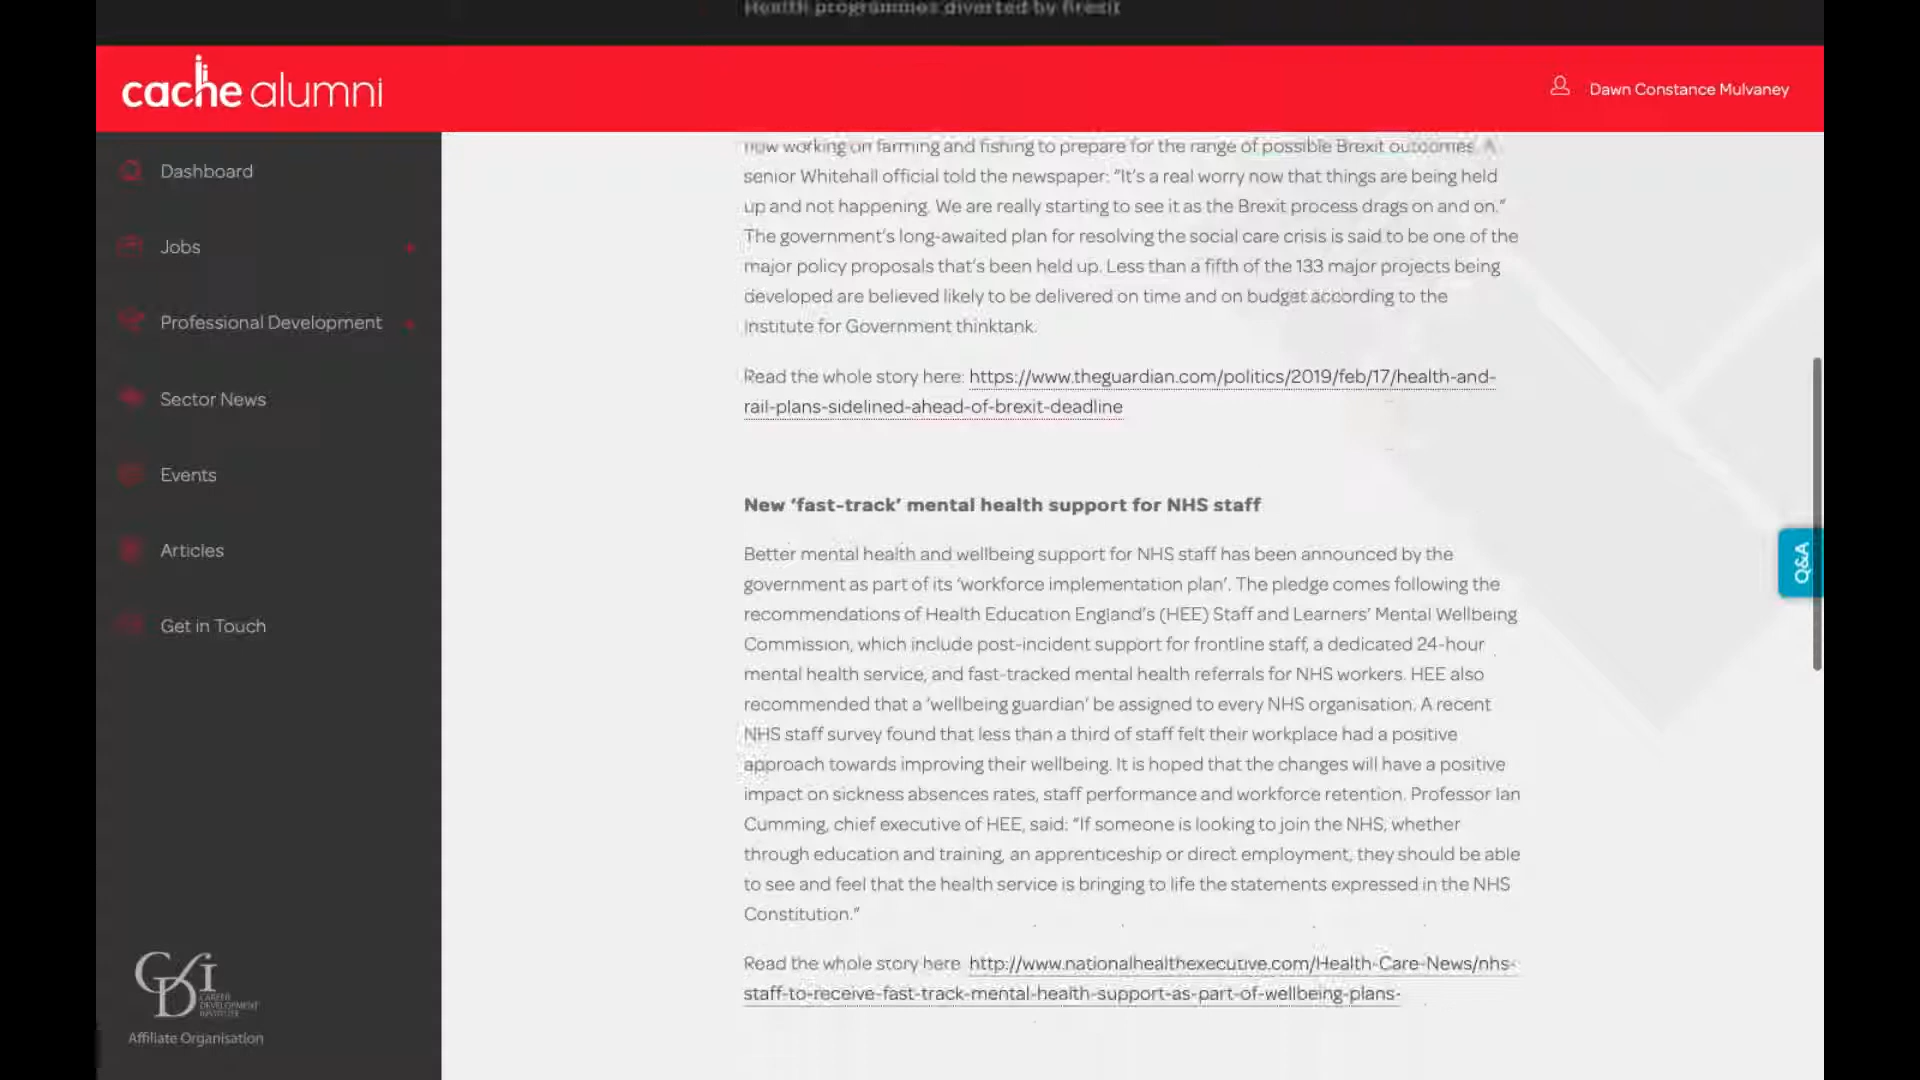 Health programmes diverted by Brexit
cache alumni
Dawn Constance Mulvaney
Dashboard
Jobs
Professional Development
Sector News
Events
Articles
Get in Touch
CDI
CAREER
DEVELOPMENT
INSTITUTE
Affiliate Organisation
now working on farming and fishing to prepare for the range of possible Brexit outcomes. A
senior Whitehall official told the newspaper: “It’s a real worry now that things are being held
up and not happening. We are really starting to see it as the Brexit process drags on and on.”
The government’s long-awaited plan for resolving the social care crisis is said to be one of the
major policy proposals that’s been held up. Less than a fifth of the 133 major projects being
developed are believed likely to be delivered on time and on budget according to the
Institute for Government thinktank.
Read the whole story here: https://www.theguardian.com/politics/2019/feb/17/health-and-
rail-plans-sidelined-ahead-of-brexit-deadline
New ‘fast-track’ mental health support for NHS staff
Better mental health and wellbeing support for NHS staff has been announced by the
government as part of its ‘workforce implementation plan’. The pledge comes following the
recommendations of Health Education England’s (HEE) Staff and Learners’ Mental Wellbeing
Commission, which include post-incident support for frontline staff, a dedicated 24-hour
mental health service, and fast-tracked mental health referrals for NHS workers. HEE also
recommended that a ‘wellbeing guardian’ be assigned to every NHS organisation. A recent
NHS staff survey found that less than a third of staff felt their workplace had a positive
approach towards improving their wellbeing. It is hoped that the changes will have a positive
impact on sickness absences rates, staff performance and workforce retention. Professor Ian
Cumming, chief executive of HEE, said: “If someone is looking to join the NHS, whether
through education and training, an apprenticeship or direct employment, they should be able
to see and feel that the health service is bringing to life the statements expressed in the NHS
Constitution.”
Read the whole story here: http://www.nationalhealthexecutive.com/Health-Care-News/nhs-
staff-to-receive-fast-track-mental-health-support-as-part-of-wellbeing-plans-
Q&A